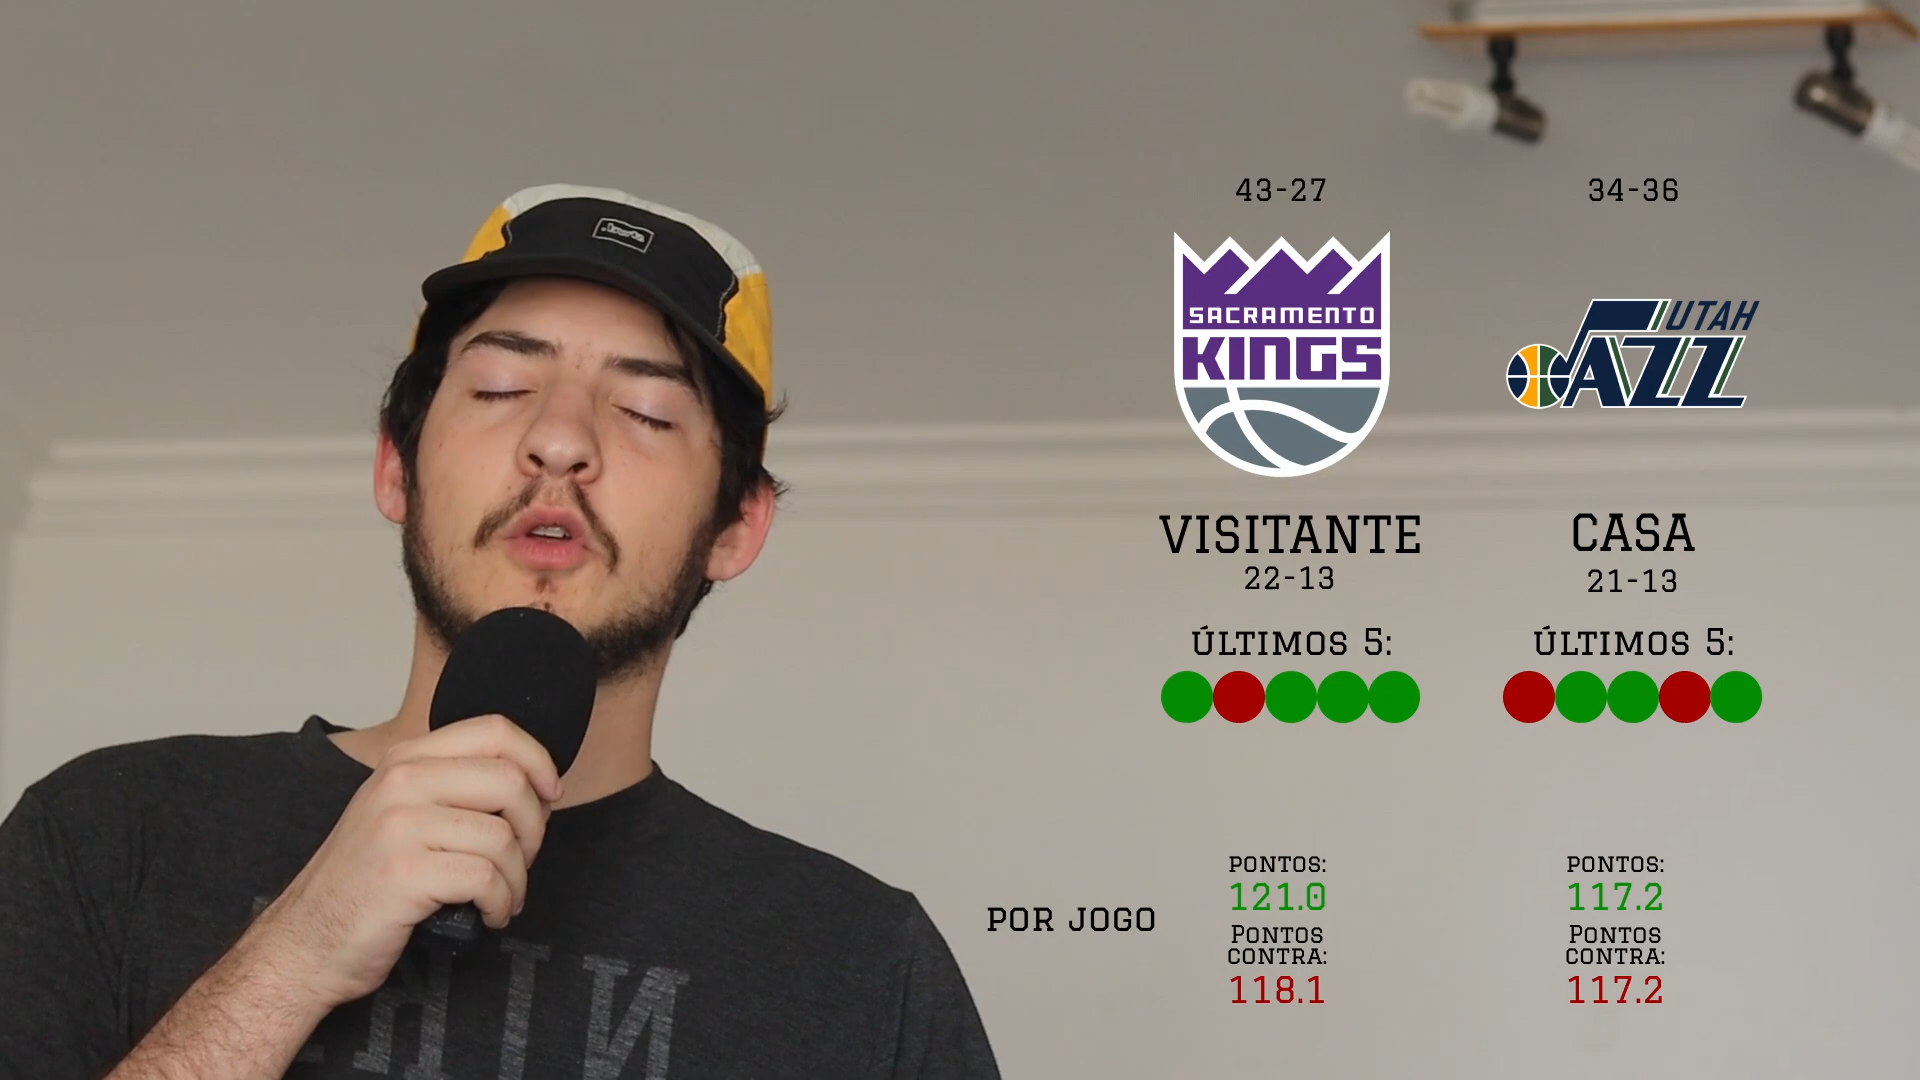 43-27
34-36
SACRAMENTO
KINGS
UTAH
JAZZ
VISITANTE
22-13
CASA
21-13
ÚLTIMOS 5:
ÚLTIMOS 5:
POR JOGO
PONTOS:
121.0
PONTOS
CONTRA:
118.1
PONTOS:
117.2
PONTOS
CONTRA:
117.2